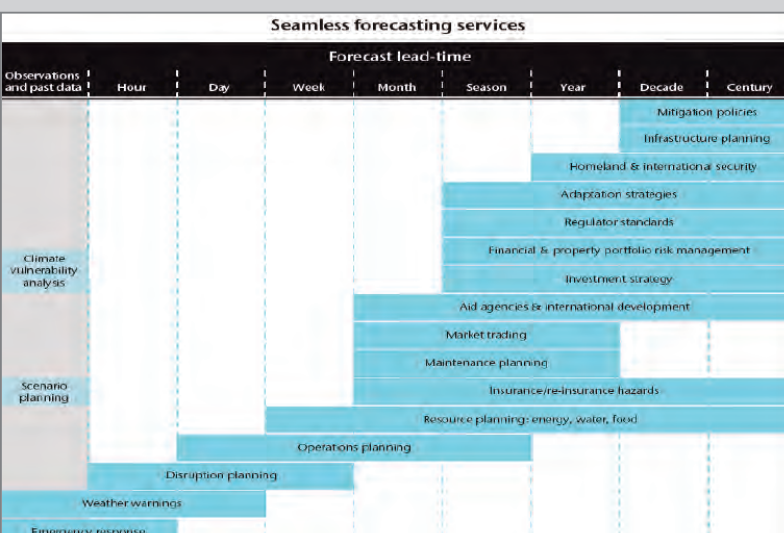 Seamless forecasting services
Forecast lead-time
Observations
and past data
Hour
Day
Week
Month
Season
Year
Decade
Century
Mitigation policies
Infrastructure planning
Homeland & international security
Adaptation strategies
Regulator standards
Financial & property portfolio risk management
Climate
vulnerability
analysis
Investment strategy
Aid agencies & international development
Market trading
Maintenance planning
Scenario
planning
Insurance/re-insurance hazards
Resource planning: energy, water, food
Operations planning
Disruption planning
Weather warnings
Emergency response